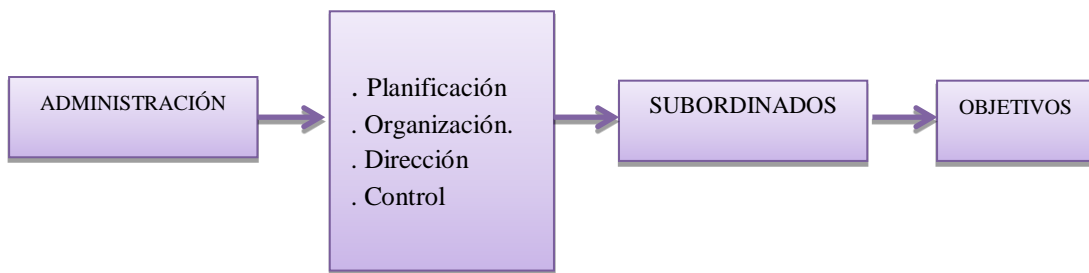 ADMINISTRACIÓN
. Planificación
. Organización.
. Dirección
. Control
SUBORDINADOS
OBJETIVOS